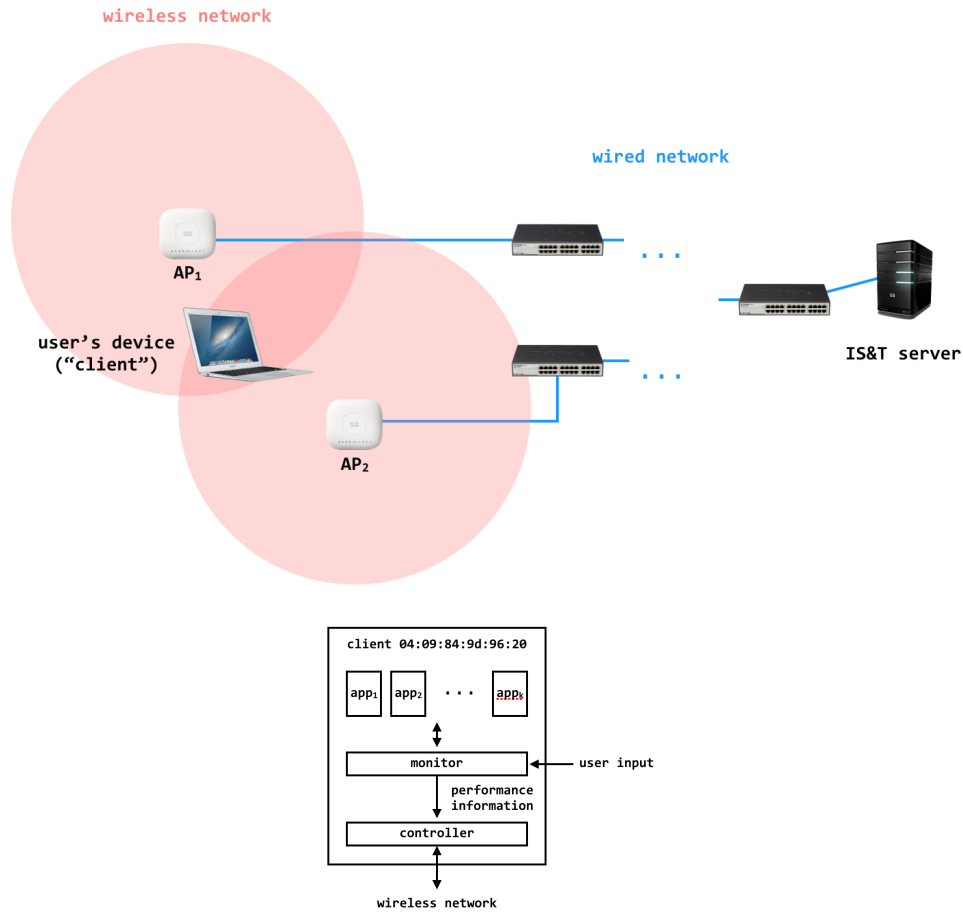 wireless network
wired network
AP₁
. . .
user's device
("client")
IS&T server
. . .
AP₂
client 04:09:84:9d:96:20
app₁ app₂ · · · appₖ
monitor
user input
performance
information
controller
wireless network